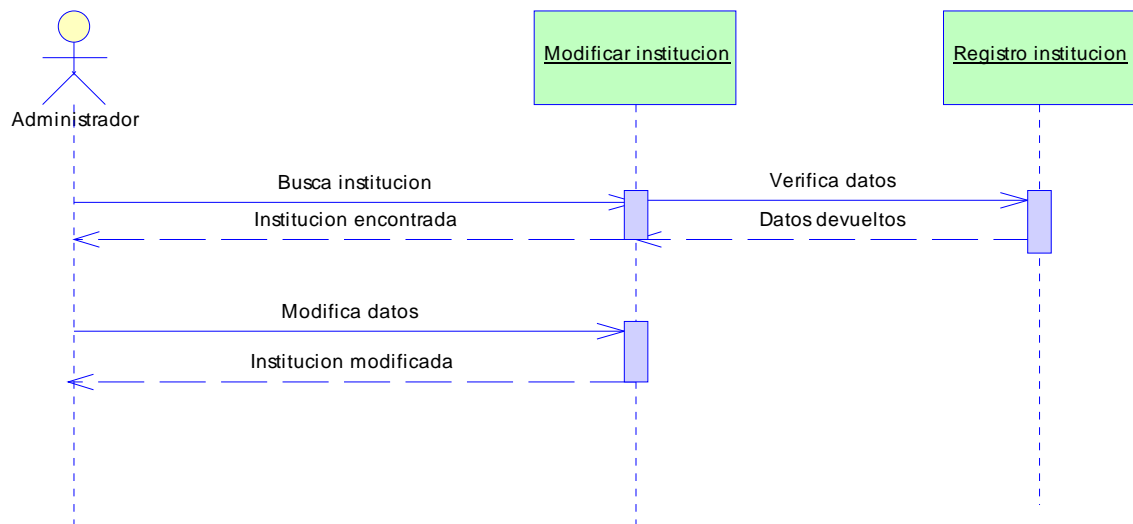 Modificar institucion
Registro institucion
Administrador
Busca institucion
Verifica datos
Institucion encontrada
Datos devueltos
Modifica datos
Institucion modificada